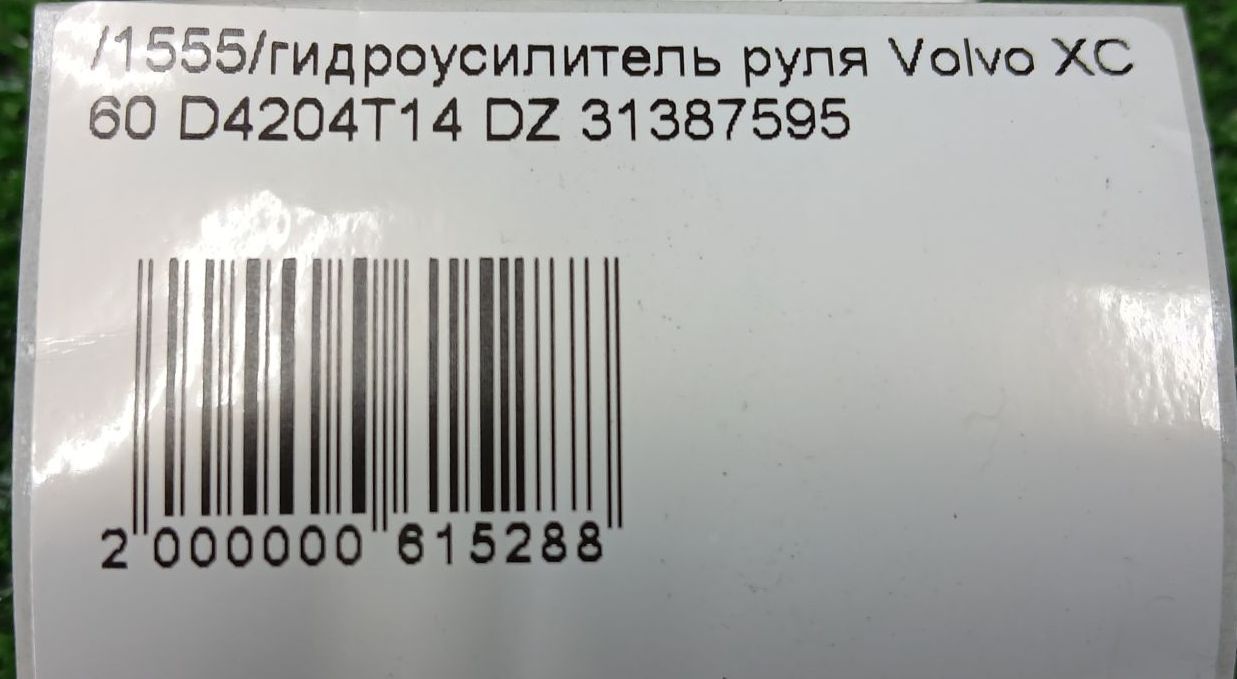 /1555/гидроусилитель руля Volvo XC
60 D4204T14 DZ 31387595
2 000000 615288